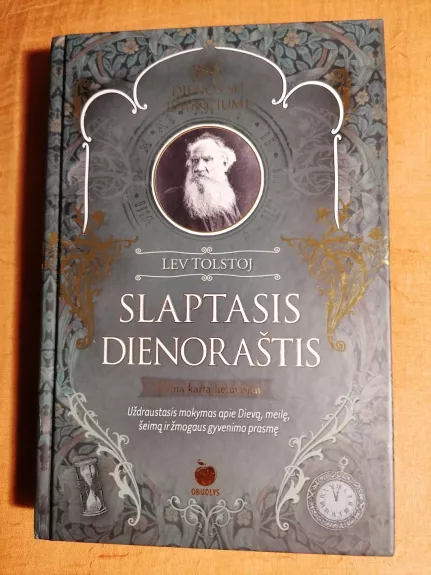 LEV TOLSTOJ
SLAPTASIS
DIENORAŠTIS
Uždraustasis mokymas apie Dievą, meilę,
šeimą ir žmogaus gyvenimo prasmę
OBUOLYS